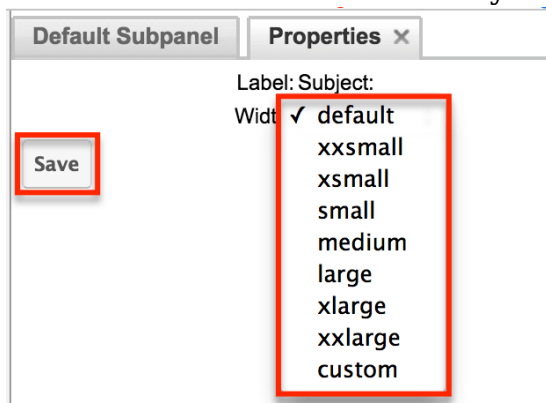 Default Subpanel Properties ×
Label: Subject:
Widt ✓ default
xxsmall
Save
xsmall
small
medium
large
xlarge
xxlarge
custom